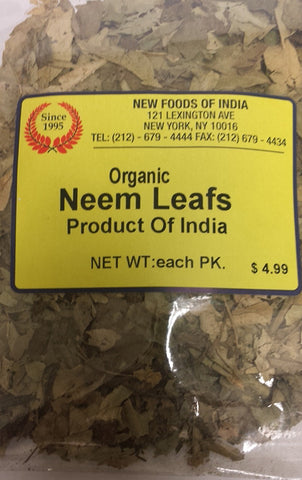 Since
1995
NEW FOODS OF INDIA
121 LEXINGTON AVE
NEW YORK, NY 10016
TEL: (212) - 679 - 4444 FAX: (212) 679 - 4434
Organic
Neem Leafs
Product Of India
NET WT:each PK.
$ 4.99